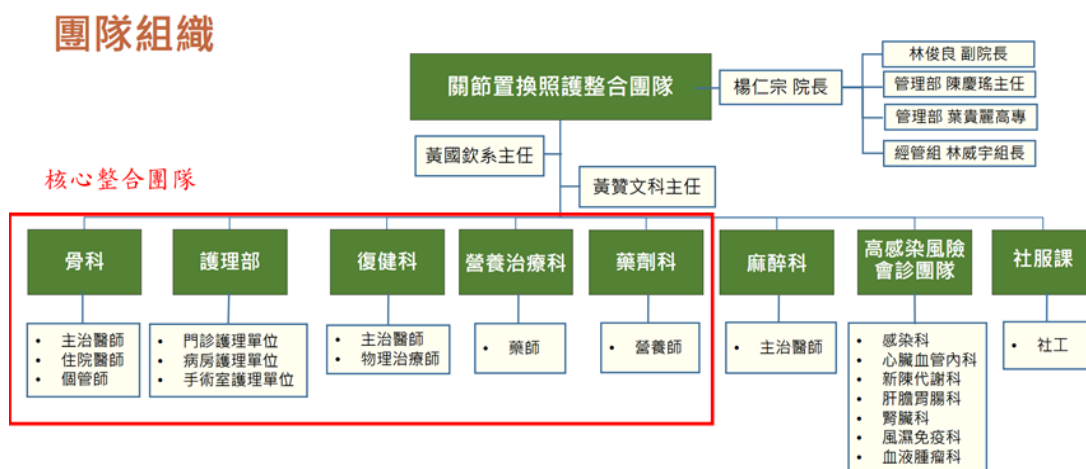 團隊組織
關節置換照護整合團隊
楊仁宗 院長
林俊良 副院長
管理部 陳慶瑤主任
管理部 葉貴麗高專
經管組 林威宇組長
黃國欽系主任
黃贊文科主任
核心整合團隊
骨科
• 主治醫師
• 住院醫師
• 個管師
護理部
• 門診護理單位
• 病房護理單位
• 手術室護理單位
復健科
• 主治醫師
• 物理治療師
營養治療科
• 藥師
藥劑科
• 營養師
麻醉科
• 主治醫師
高感染風險
會診團隊
• 感染科
• 心臟血管內科
• 新陳代謝科
• 肝膽胃腸科
• 腎臟科
• 風濕免疫科
• 血液腫瘤科
社服課
• 社工